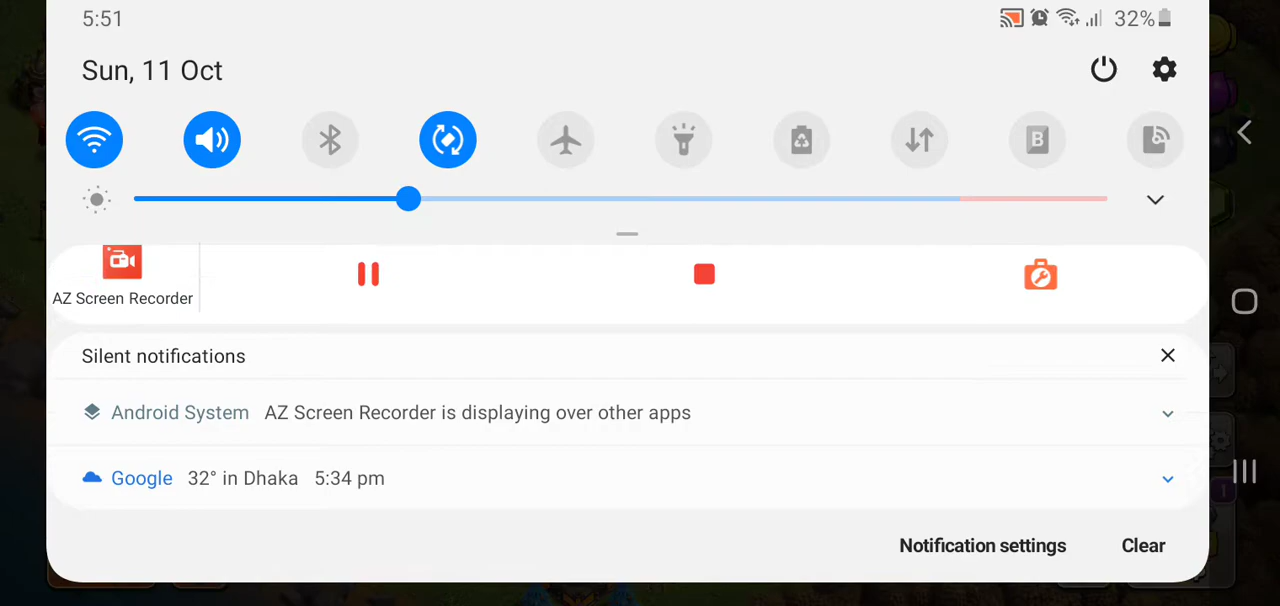 5:51
32%
Sun, 11 Oct
B
AZ Screen Recorder
Silent notifications
Android System AZ Screen Recorder is displaying over other apps
Google 32° in Dhaka 5:34 pm
1
Notification settings Clear